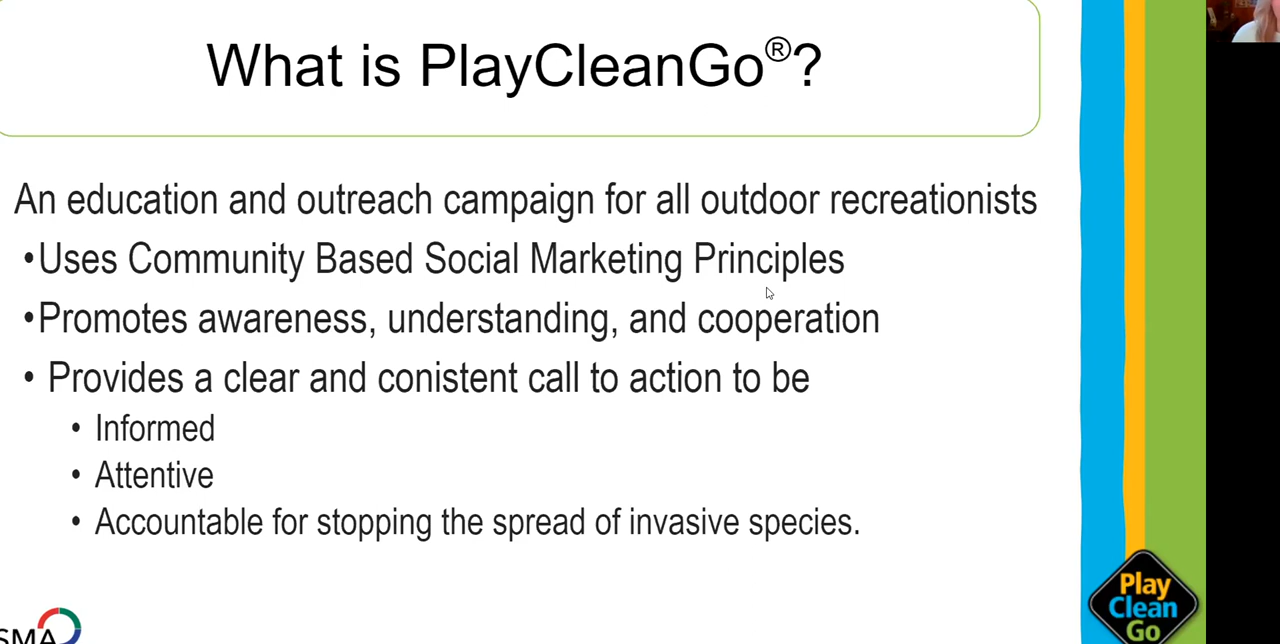 What is PlayCleanGo®?
An education and outreach campaign for all outdoor recreationists
•Uses Community Based Social Marketing Principles
•Promotes awareness, understanding, and cooperation
• Provides a clear and conistent call to action to be
• Informed
• Attentive
• Accountable for stopping the spread of invasive species.
Play
Clean
Go
SMA